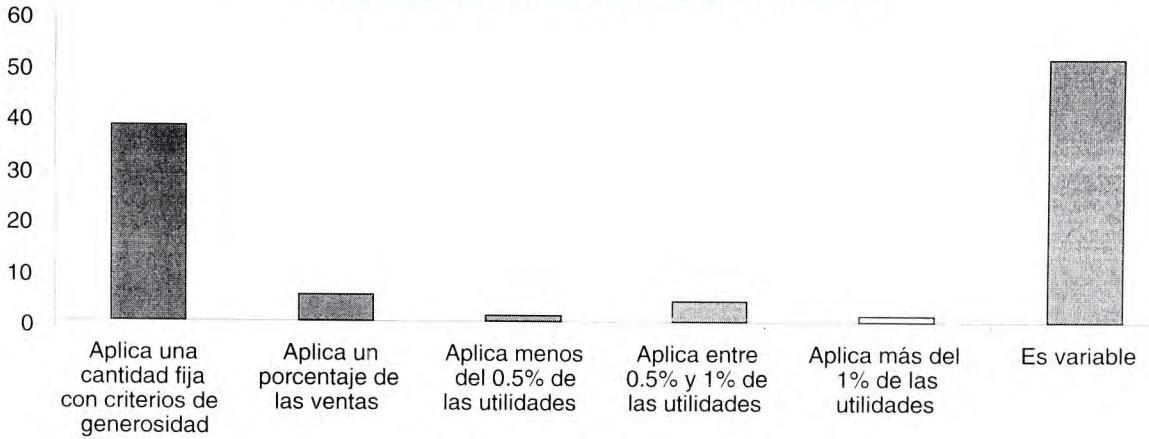 60
50
40
30
20
10
0
Aplica una
cantidad fija
con criterios de
generosidad
Aplica un
porcentaje de
las ventas
Aplica menos
del 0.5% de
las utilidades
Aplica entre
0.5% y 1% de
las utilidades
Aplica más del
1% de las
utilidades
Es variable